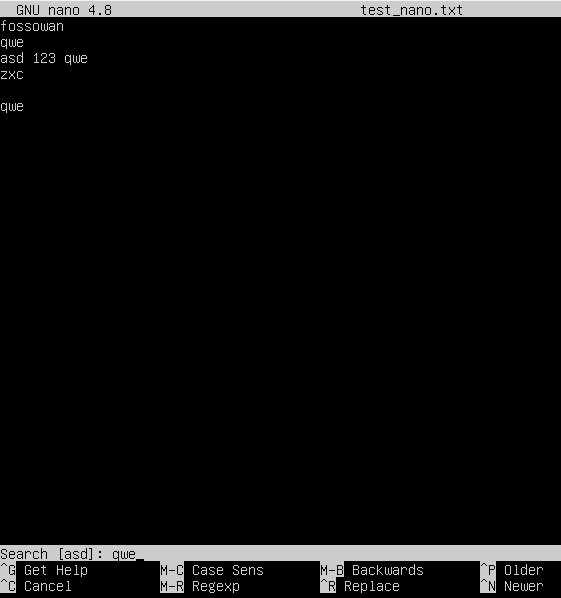 GNU nano 4.8 test_nano.txt
fossowan
qwe
asd 123 qwe
zxc
qwe
Search [asd]: qwe
^G Get Help M-C Case Sens M-B Backwards ^P Older
^C Cancel M-R Regexp ^R Replace ^N Newer